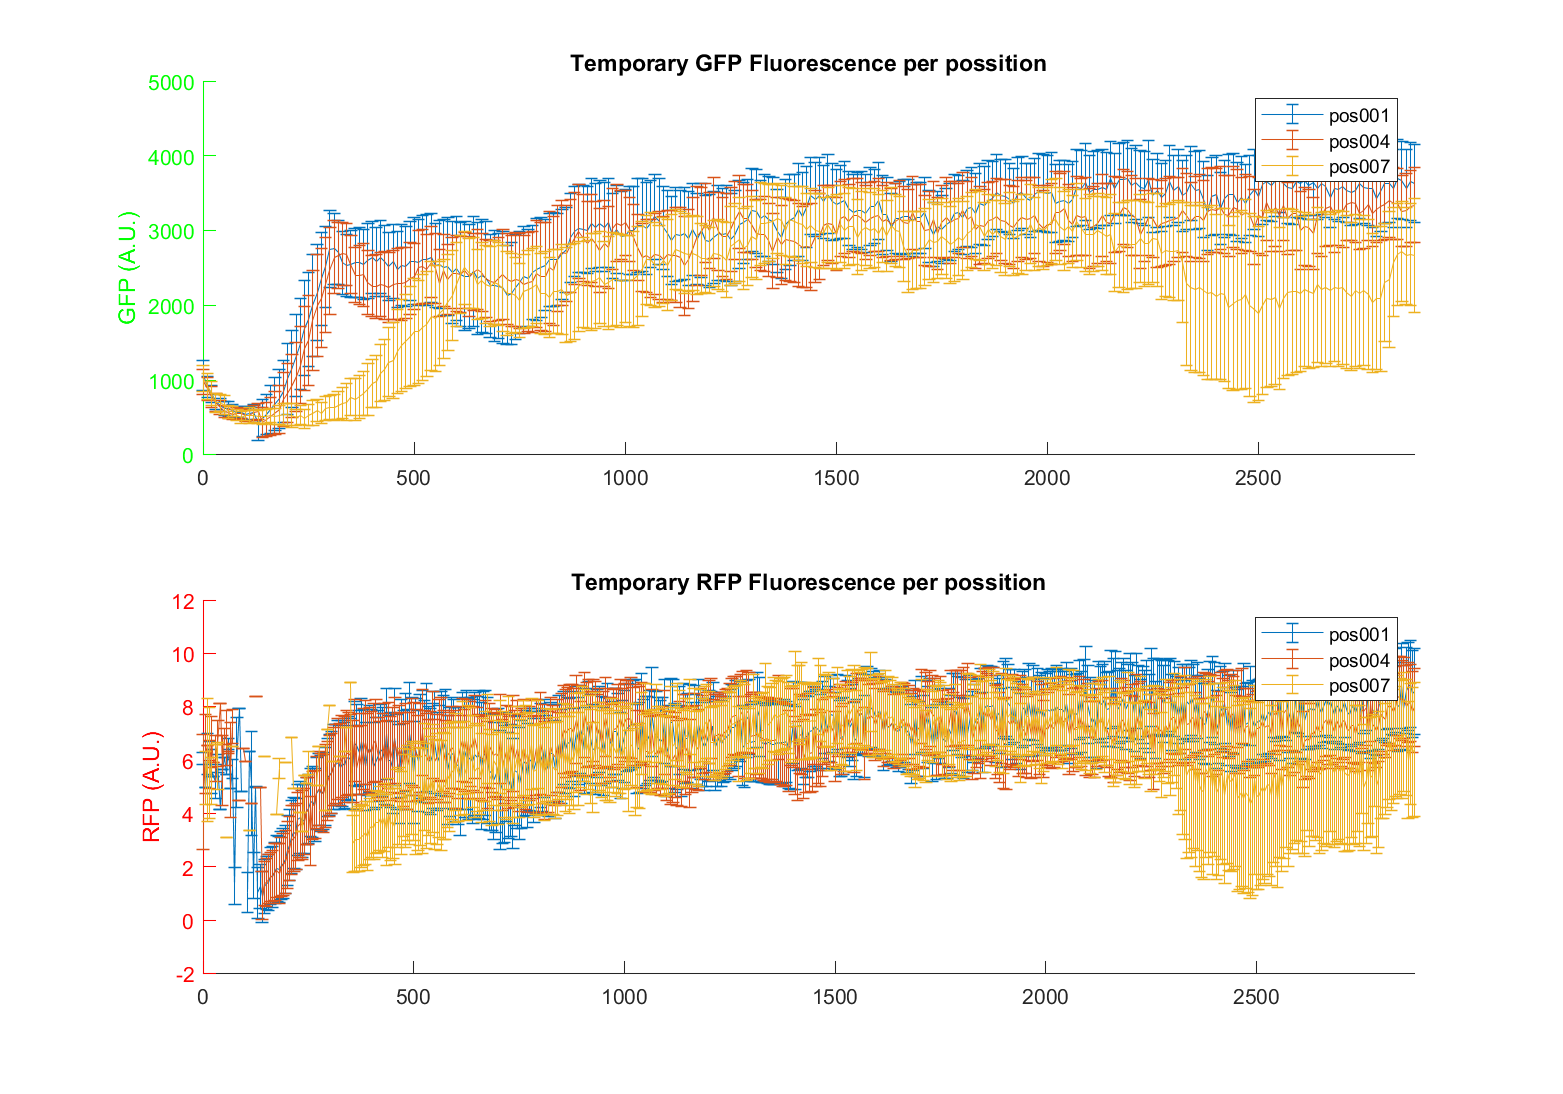 Temporary GFP Fluorescence per possition
GFP (A.U.)
5000
4000
3000
2000
1000
0
0 500 1000 1500 2000 2500
pos001
pos004
pos007
Temporary RFP Fluorescence per possition
RFP (A.U.)
12
10
8
6
4
2
0
-2
0 500 1000 1500 2000 2500
pos001
pos004
pos007